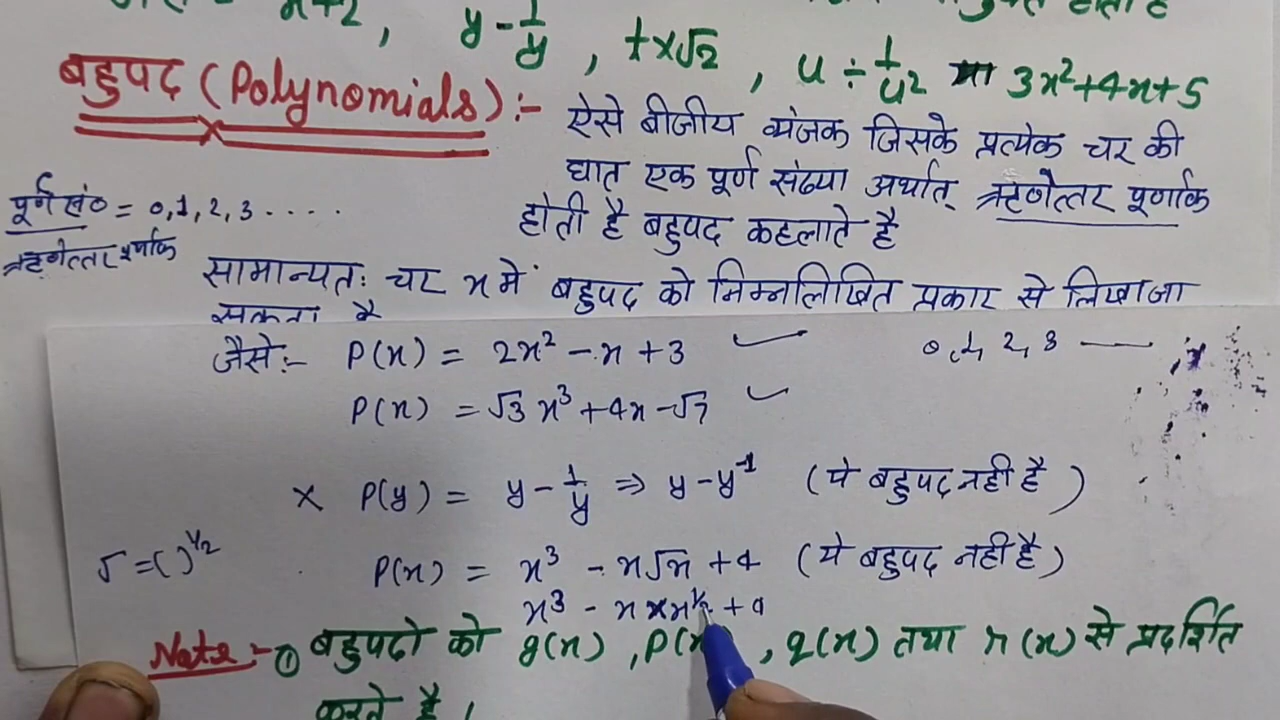 x+2, y-1/y, t×√2, u÷1/u² या 3x²+4x+5
बहुपद (Polynomials):- ऐसे बीजीय व्यंजक जिसके प्रत्येक चर की
घात एक पूर्ण संख्या अर्थात् ऋणेत्तर पूर्णांक
होती है बहुपद कहलाते है
पूर्ण सं० = 0,1,2,3 .....
ऋणेत्तर पूर्णांक
सामान्यतः चर x में बहुपद को निम्नलिखित प्रकार से लिखा जा
सकता है
जैसे:- P(x) = 2x² - x + 3 ✓ 0,1,2,3 ——
P(x) = √3 x³ + 4x - √7 ✓
× P(y) = y - 1/y ⇒ y - y⁻¹ (ये बहुपद नही है)
√ = ( )^1/2
P(x) = x³ - x√x + 4 (ये बहुपद नही है)
x³ - x × x^1/2 + 4
Note:- ① बहुपदो को g(x), p(x), q(x) तथा r(x) से प्रदर्शित
करते है।